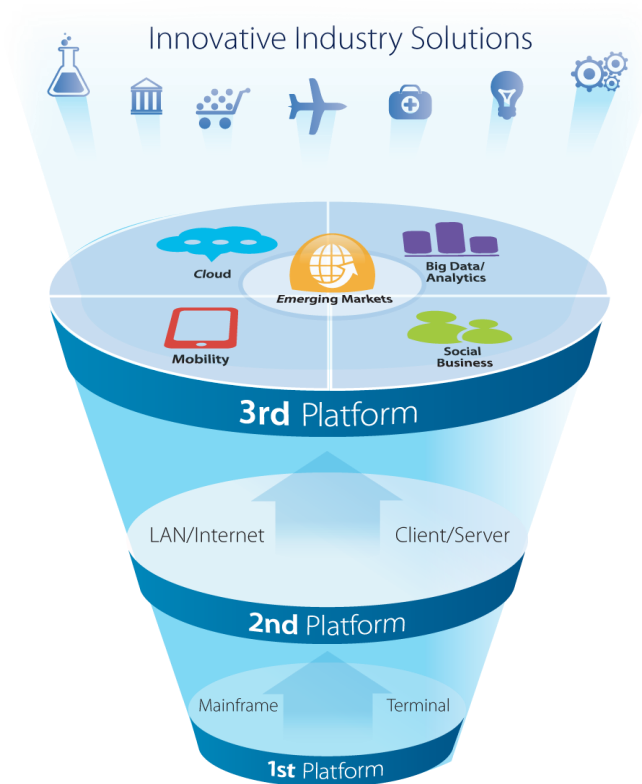 Innovative Industry Solutions
Cloud
Big Data/
Analytics
Emerging Markets
Mobility
Social
Business
3rd Platform
LAN/Internet
Client/Server
2nd Platform
Mainframe
Terminal
1st Platform